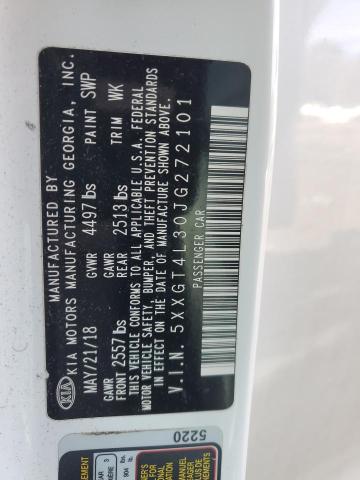 MANUFACTURED BY
KIA KIA MOTORS MANUFACTURING GEORGIA, INC.
MAY/21/18 GVWR 4497 lbs PAINT SWP
GAWR FRONT 2557 lbs GAWR REAR 2513 lbs TRIM WK
THIS VEHICLE CONFORMS TO ALL APPLICABLE U.S.A. FEDERAL
MOTOR VEHICLE SAFETY, BUMPER, AND THEFT PREVENTION STANDARDS
IN EFFECT ON THE DATE OF MANUFACTURE SHOWN ABOVE.
V.I.N. 5XXGT4L30JG272101
PASSENGER CAR
5220